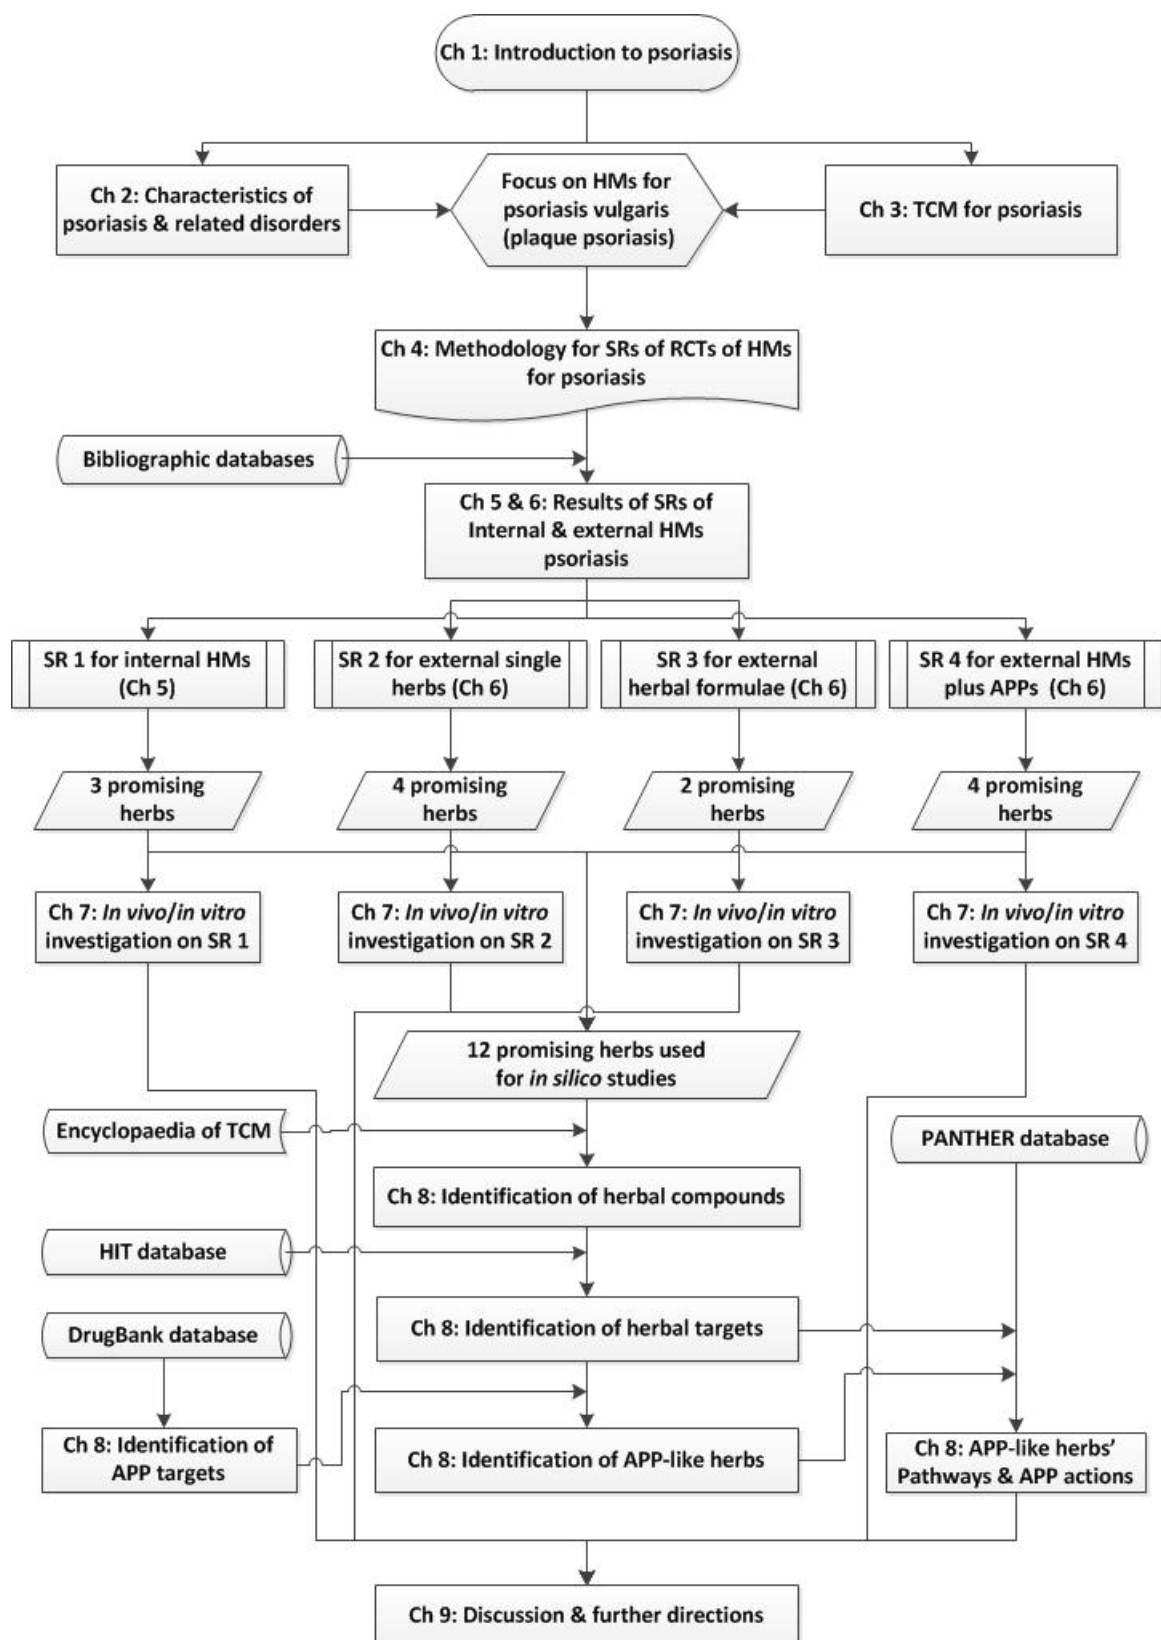 Ch 1: Introduction to psoriasis
Ch 2: Characteristics of
psoriasis & related disorders
Focus on HMs for
psoriasis vulgaris
(plaque psoriasis)
Ch 3: TCM for psoriasis
Ch 4: Methodology for SRs of RCTs of HMs
for psoriasis
Bibliographic databases
Ch 5 & 6: Results of SRs of
Internal & external HMs
psoriasis
SR 1 for internal HMs
(Ch 5)
SR 2 for external single
herbs (Ch 6)
SR 3 for external
herbal formulae (Ch 6)
SR 4 for external HMs
plus APPs (Ch 6)
3 promising
herbs
4 promising
herbs
2 promising
herbs
4 promising
herbs
Ch 7: In vivo/in vitro
investigation on SR 1
Ch 7: In vivo/in vitro
investigation on SR 2
Ch 7: In vivo/in vitro
investigation on SR 3
Ch 7: In vivo/in vitro
investigation on SR 4
12 promising herbs used
for in silico studies
Encyclopaedia of TCM
PANTHER database
Ch 8: Identification of herbal compounds
HIT database
Ch 8: Identification of herbal targets
DrugBank database
Ch 8: Identification of
APP targets
Ch 8: Identification of APP-like herbs
Ch 8: APP-like herbs'
Pathways & APP actions
Ch 9: Discussion & further directions